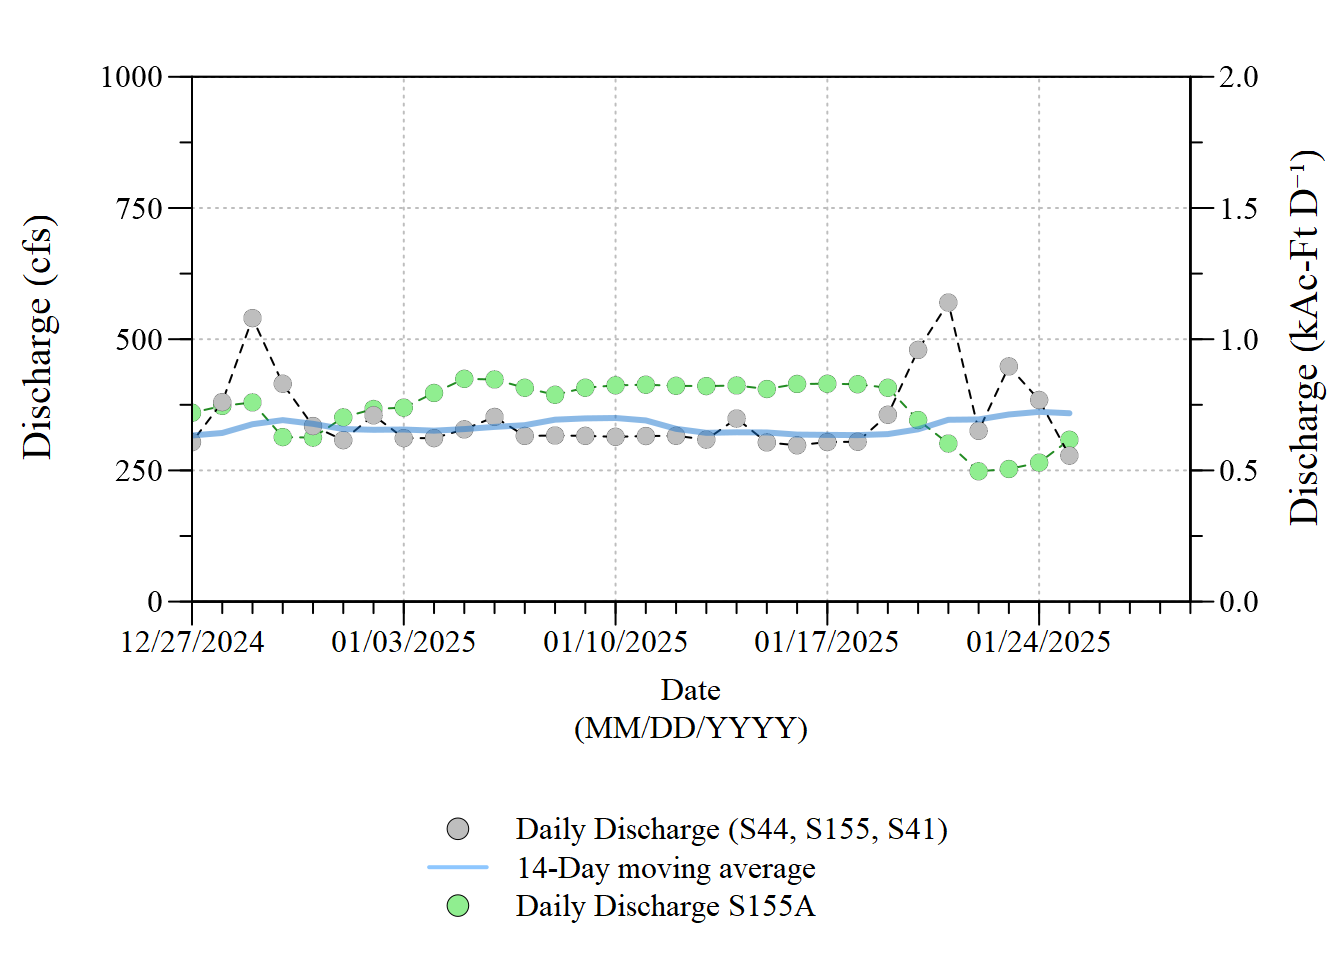 1000
750
500
250
0
2.0
1.5
1.0
0.5
0.0
Discharge (cfs)
Discharge (kAc-Ft D⁻¹)
12/27/2024
01/03/2025
01/10/2025
01/17/2025
01/24/2025
Date
(MM/DD/YYYY)
Daily Discharge (S44, S155, S41)
14-Day moving average
Daily Discharge S155A